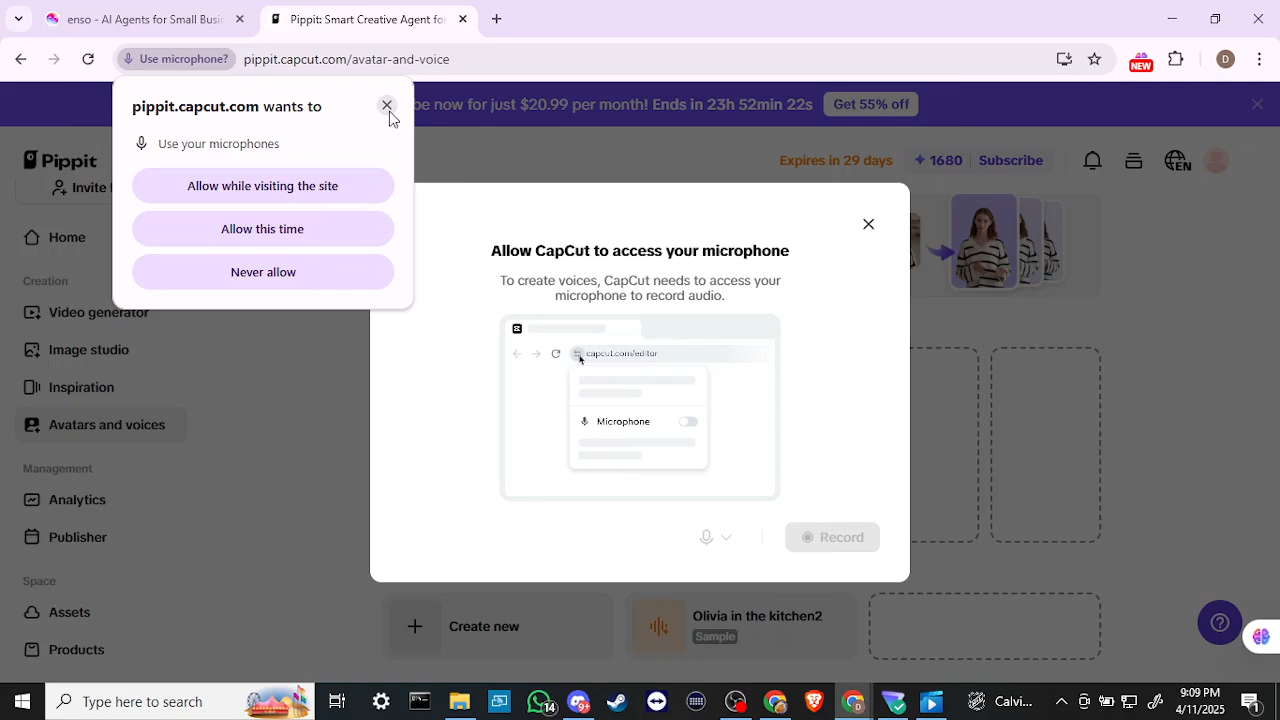 enso - AI Agents for Small Busi
Pippit: Smart Creative Agent for
Use microphone?
pippit.capcut.com/avatar-and-voice
NEW
D
pippit.capcut.com wants to
Use your microphones
Allow while visiting the site
Allow this time
Never allow
be now for just $20.99 per month! Ends in 23h 52min 22s
Get 55% off
Pippit
Expires in 29 days
1680
Subscribe
EN
Invite
Home
Creation
Video generator
Image studio
Inspiration
Avatars and voices
Management
Analytics
Publisher
Space
Assets
Products
Allow CapCut to access your microphone
To create voices, CapCut needs to access your
microphone to record audio.
capcut.com/editor
Microphone
Record
Create new
Olivia in the kitchen2
Sample
Type here to search
9+
D
Calvi...
9:09 PM
4/11/2025
1